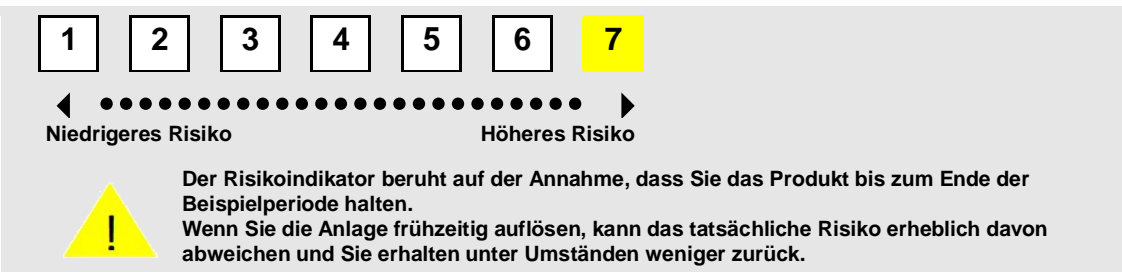 1 2 3 4 5 6 7
Niedrigeres Risiko Höheres Risiko
Der Risikoindikator beruht auf der Annahme, dass Sie das Produkt bis zum Ende der
Beispielperiode halten.
Wenn Sie die Anlage frühzeitig auflösen, kann das tatsächliche Risiko erheblich davon
abweichen und Sie erhalten unter Umständen weniger zurück.
!